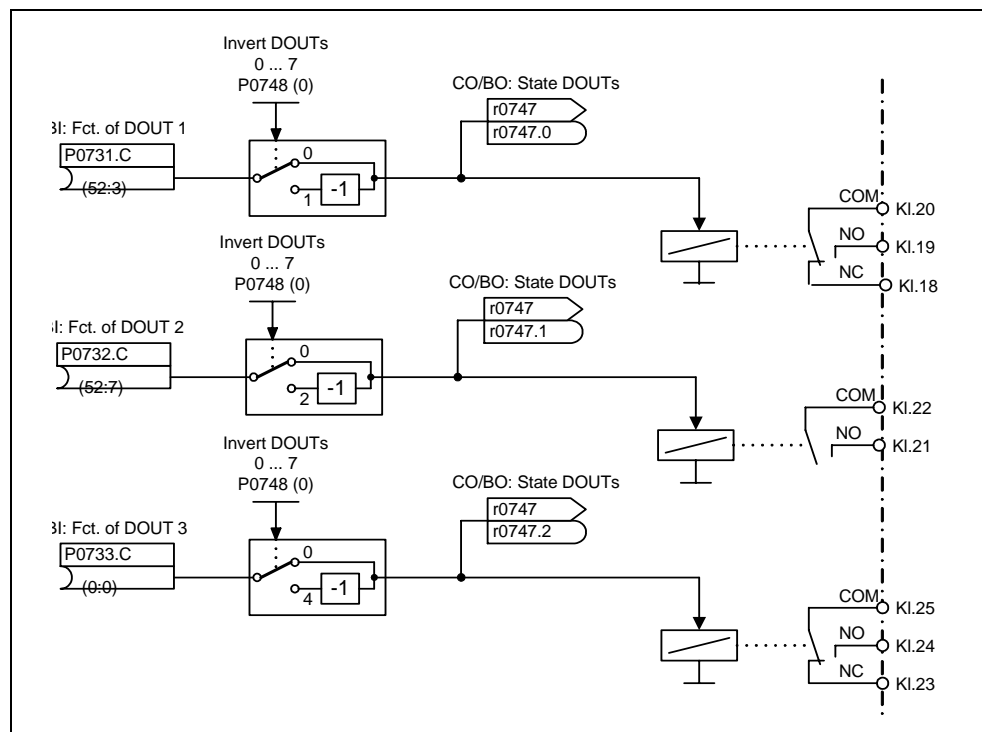 Invert DOUTs
0 ... 7
P0748 (0)
CO/BO: State DOUTs
r0747
r0747.0
BI: Fct. of DOUT 1
P0731.C
(52:3)
0
1
-1
COM
Kl.20
NO
Kl.19
NC
Kl.18
Invert DOUTs
0 ... 7
P0748 (0)
CO/BO: State DOUTs
r0747
r0747.1
I: Fct. of DOUT 2
P0732.C
(52:7)
0
2
-1
COM
Kl.22
NO
Kl.21
Invert DOUTs
0 ... 7
P0748 (0)
CO/BO: State DOUTs
r0747
r0747.2
BI: Fct. of DOUT 3
P0733.C
(0:0)
0
4
-1
COM
Kl.25
NO
Kl.24
NC
Kl.23